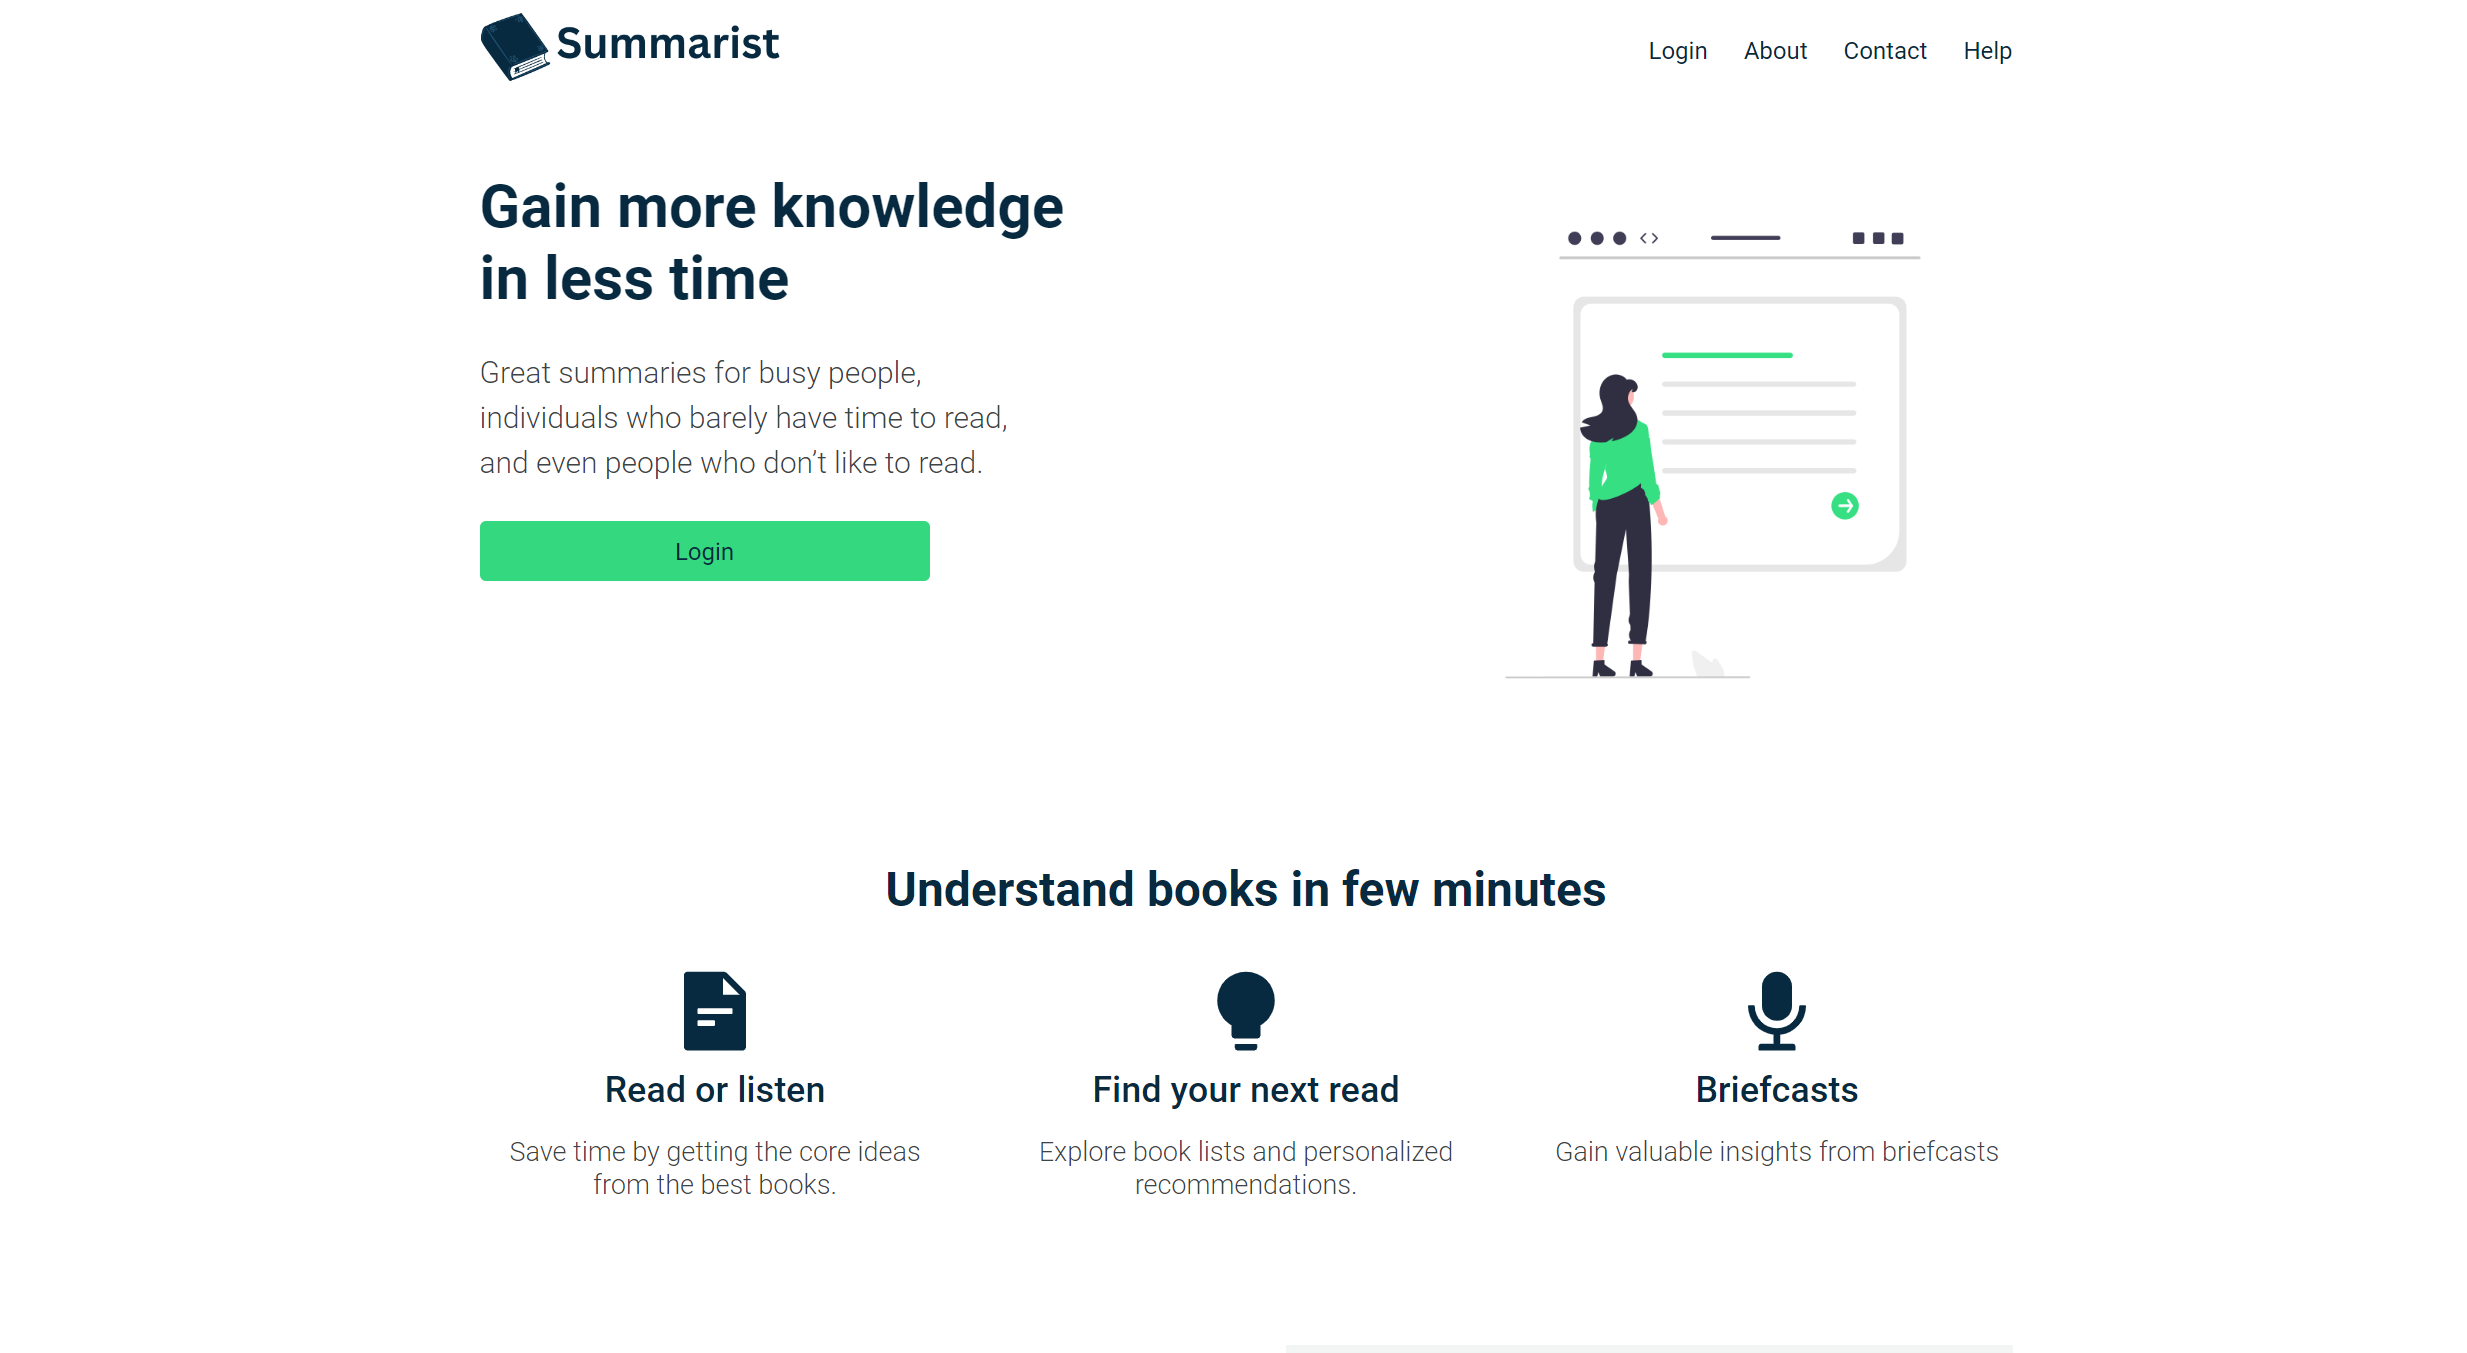 Summarist
Login About Contact Help
Gain more knowledge
in less time
Great summaries for busy people,
individuals who barely have time to read,
and even people who don’t like to read.
Login
Understand books in few minutes
Read or listen
Save time by getting the core ideas
from the best books.
Find your next read
Explore book lists and personalized
recommendations.
Briefcasts
Gain valuable insights from briefcasts